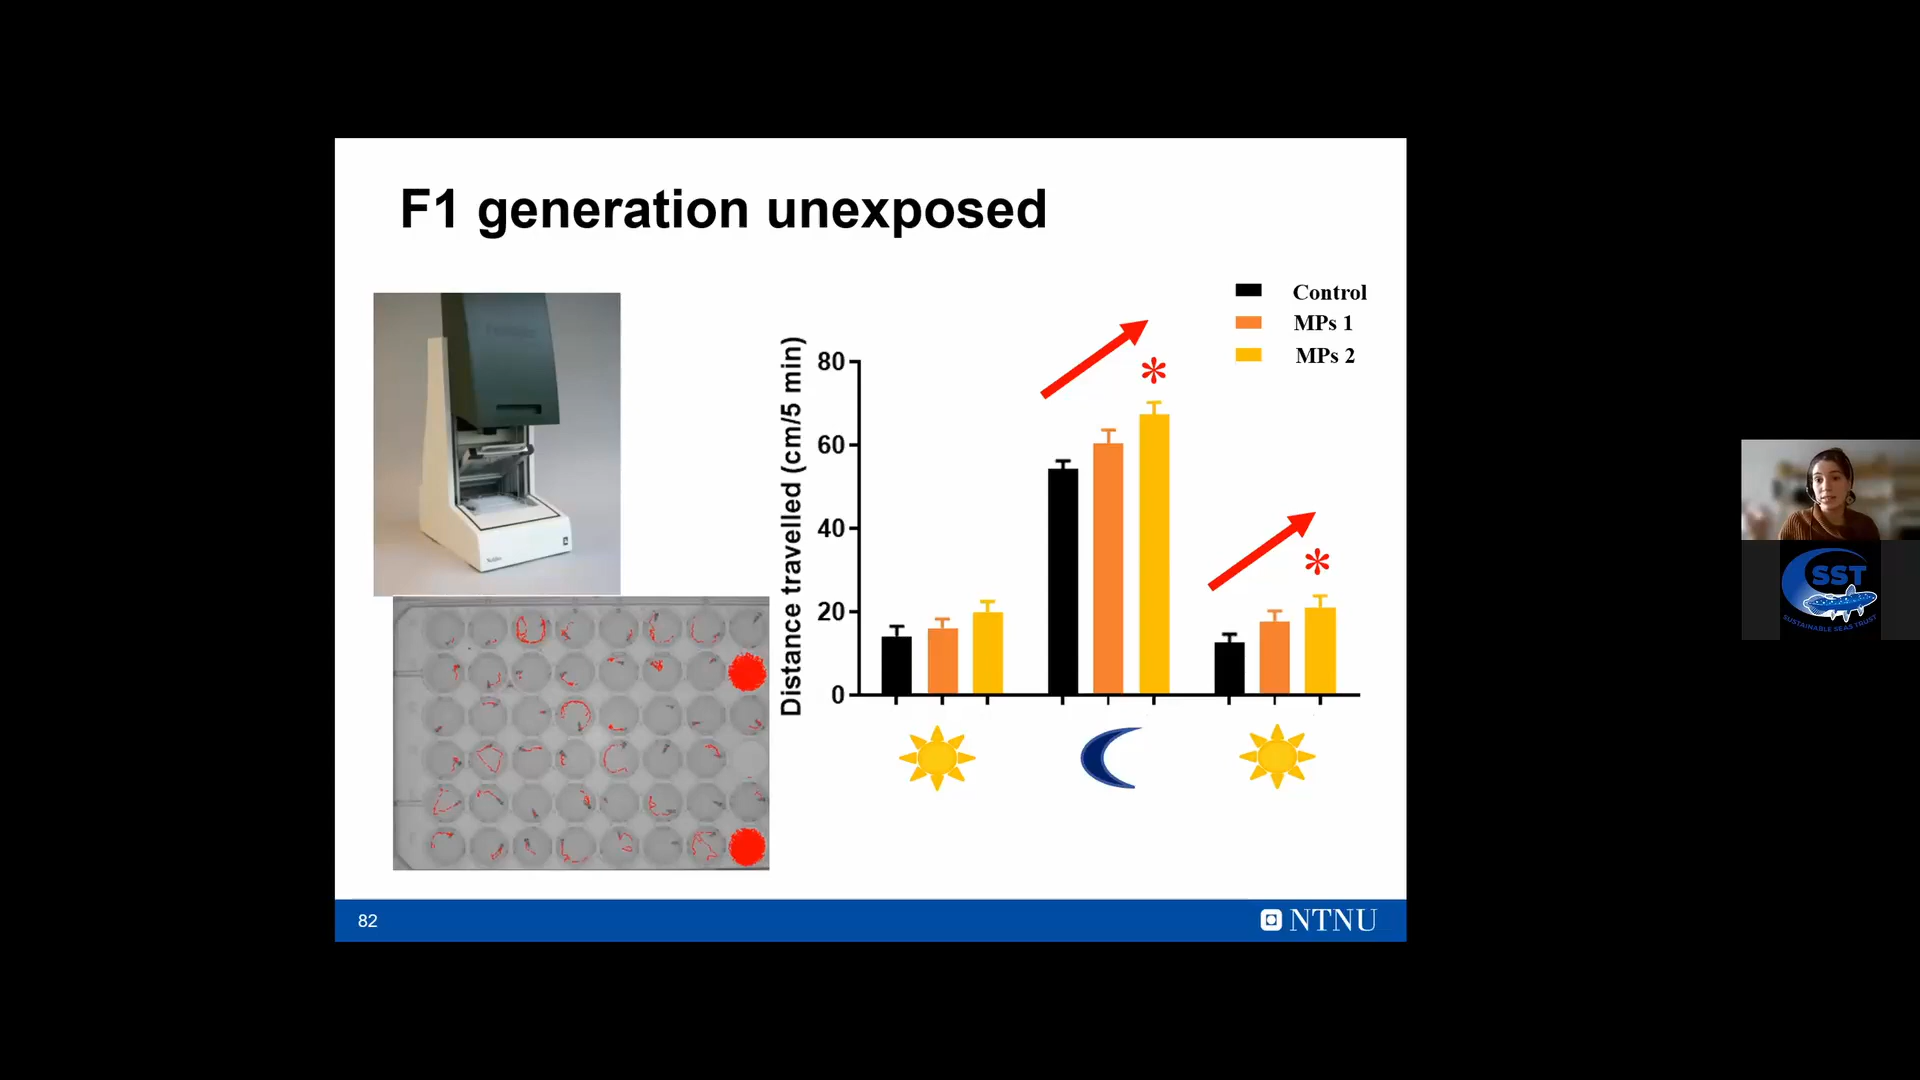 F1 generation unexposed
Control
MPs 1
MPs 2
Distance travelled (cm/5 min)
80
60
40
20
0
*
*
82
NTNU
SST
SUSTAINABLE SEAS TRUST